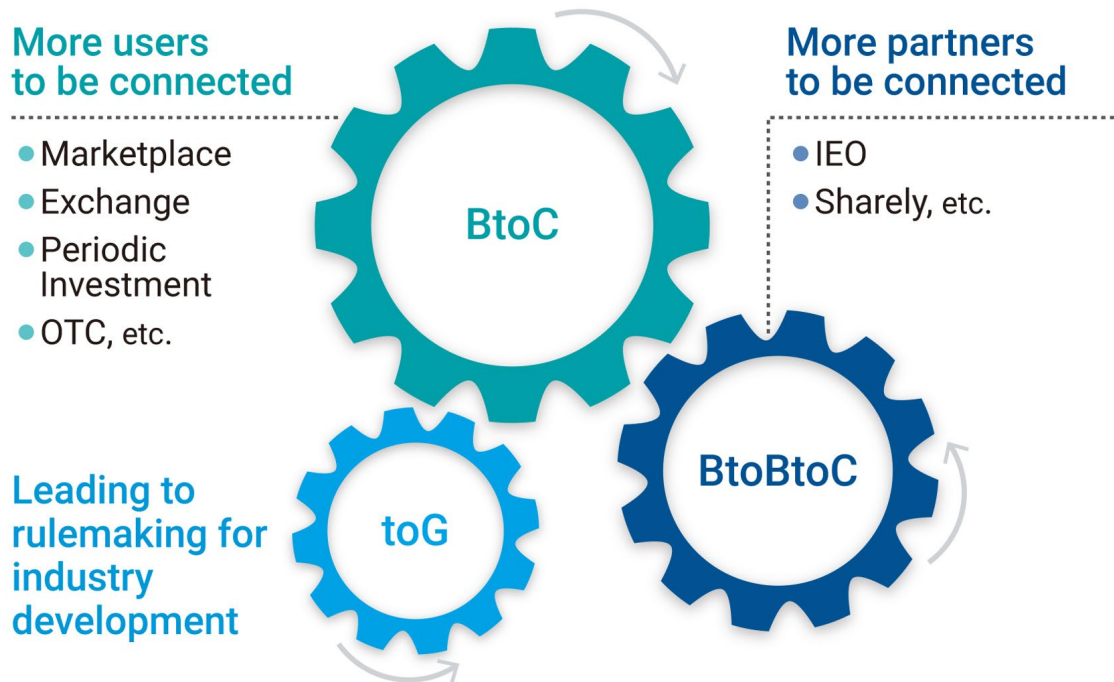 More users
to be connected
Marketplace
Exchange
Periodic
Investment
OTC, etc.
BtoC
More partners
to be connected
IEO
Sharely, etc.
BtoBtoC
Leading to
rulemaking for
industry
development
toG